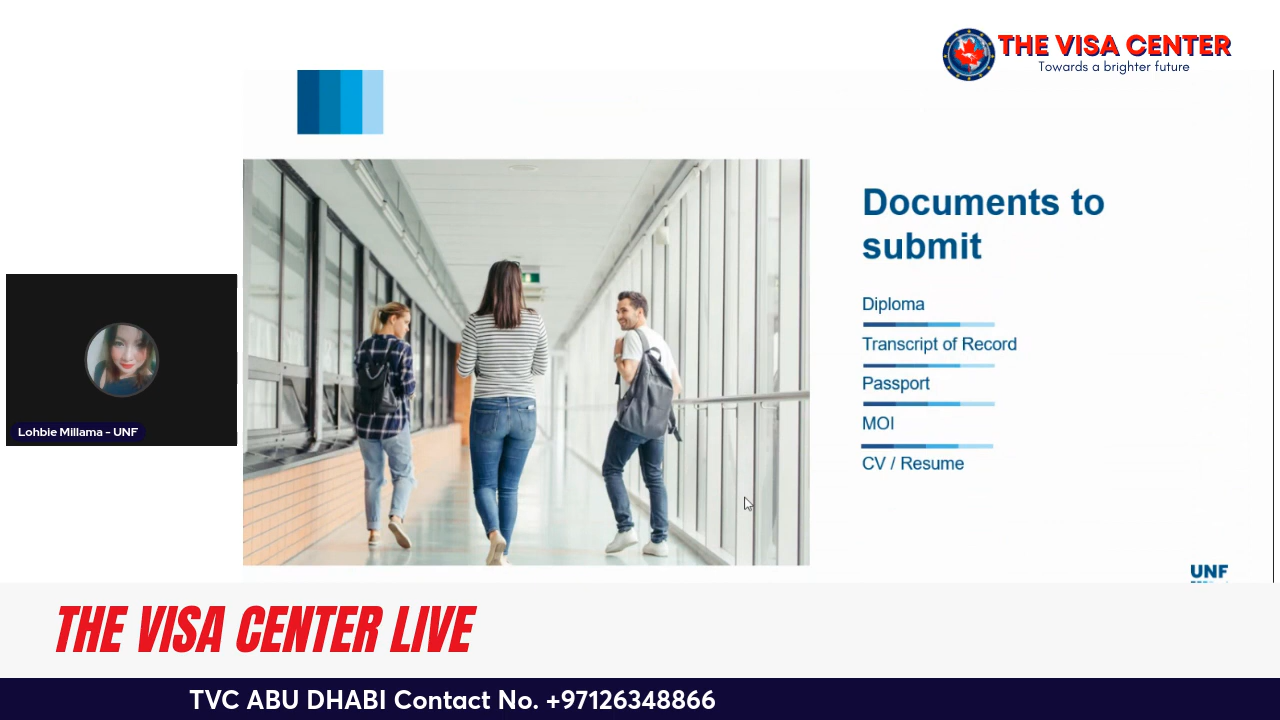 THE VISA CENTER
Towards a brighter future
Documents to
submit
Diploma
Transcript of Record
Passport
MOI
CV / Resume
Lohbie Millama - UNF
UNF
THE VISA CENTER LIVE
TVC ABU DHABI Contact No. +97126348866